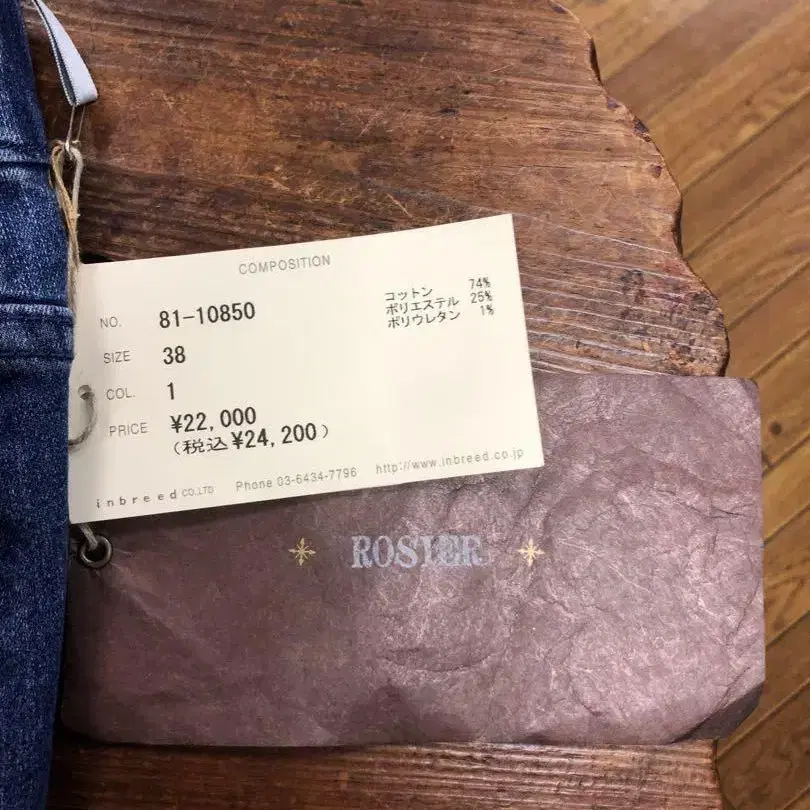 COMPOSITION
NO. 81-10850
SIZE 38
COL. 1
PRICE ¥22,000
(税込¥24,200)
コットン 74%
ポリエステル 25%
ポリウレタン 1%
inbreed CO.,LTD Phone 03-6434-7796 http://www.inbreed.co.jp
ROSIER